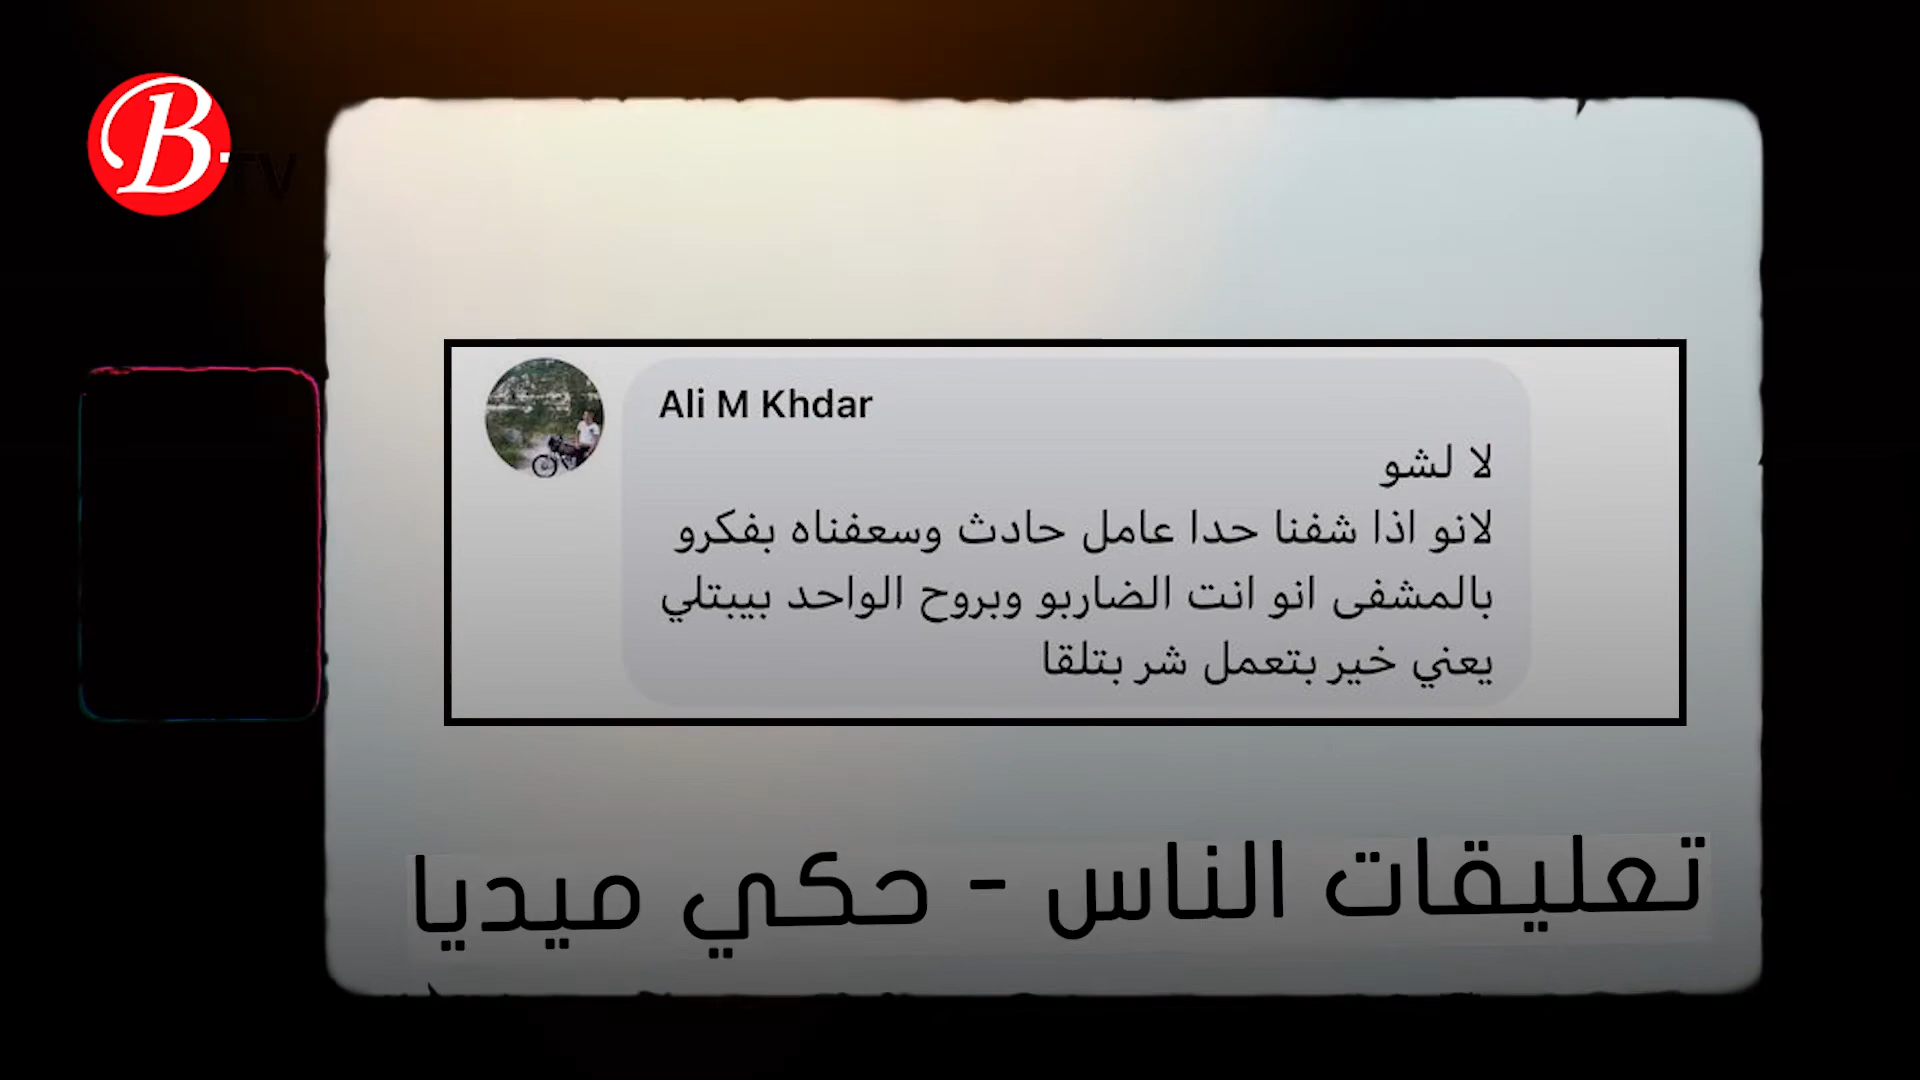 B.TV
Ali M Khdar
لا لشو
لانو اذا شفنا حدا عامل حادث وسعفناه بفكرو
بالمشفى انو انت الضاربو وبروح الواحد بيبتلي
يعني خير بتعمل شر بتلقا
تعليقات الناس - حكي ميديا